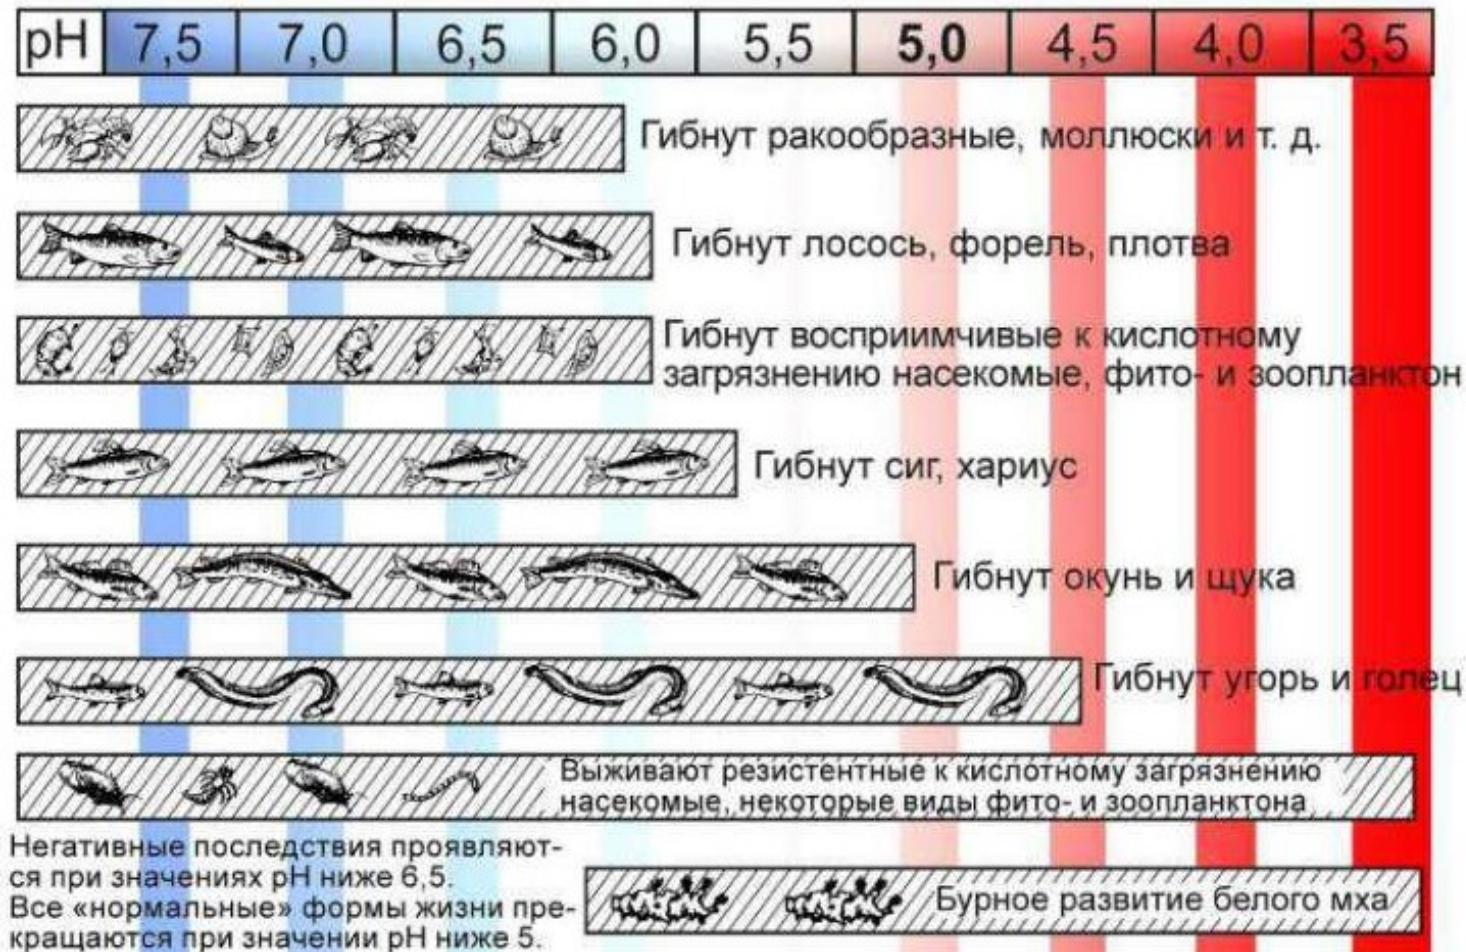 pH 7,5 7,0 6,5 6,0 5,5 5,0 4,5 4,0 3,5
Гибнут ракообразные, моллюски и т. д.
Гибнут лосось, форель, плотва
Гибнут восприимчивые к кислотному
загрязнению насекомые, фито- и зоопланктон
Гибнут сиг, хариус
Гибнут окунь и щука
Гибнут угорь и голец
Выживают резистентные к кислотному загрязнению
насекомые, некоторые виды фито- и зоопланктона
Негативные последствия проявляют-
ся при значениях pH ниже 6,5.
Все «нормальные» формы жизни пре-
кращаются при значении pH ниже 5.
Бурное развитие белого мха